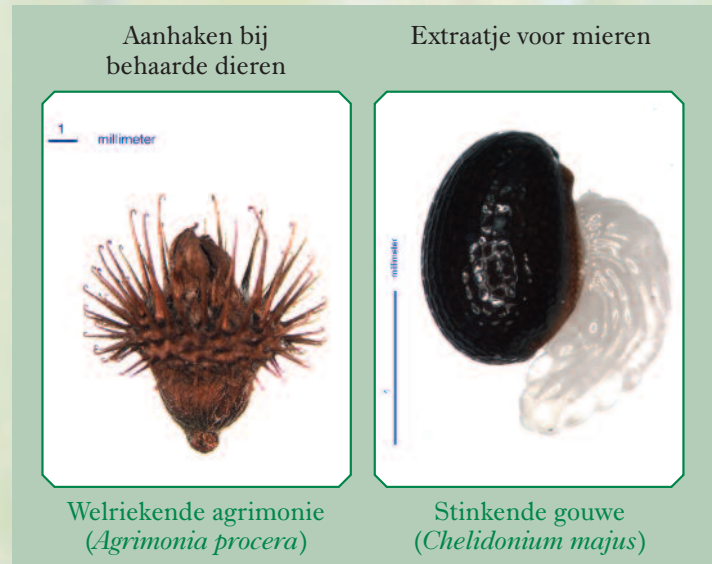 Aanhaken bij
behaarde dieren
1
millimeter
Welriekende agrimonie
(Agrimonia procera)
Extraatje voor mieren
millimeter
1
Stinkende gouwe
(Chelidonium majus)